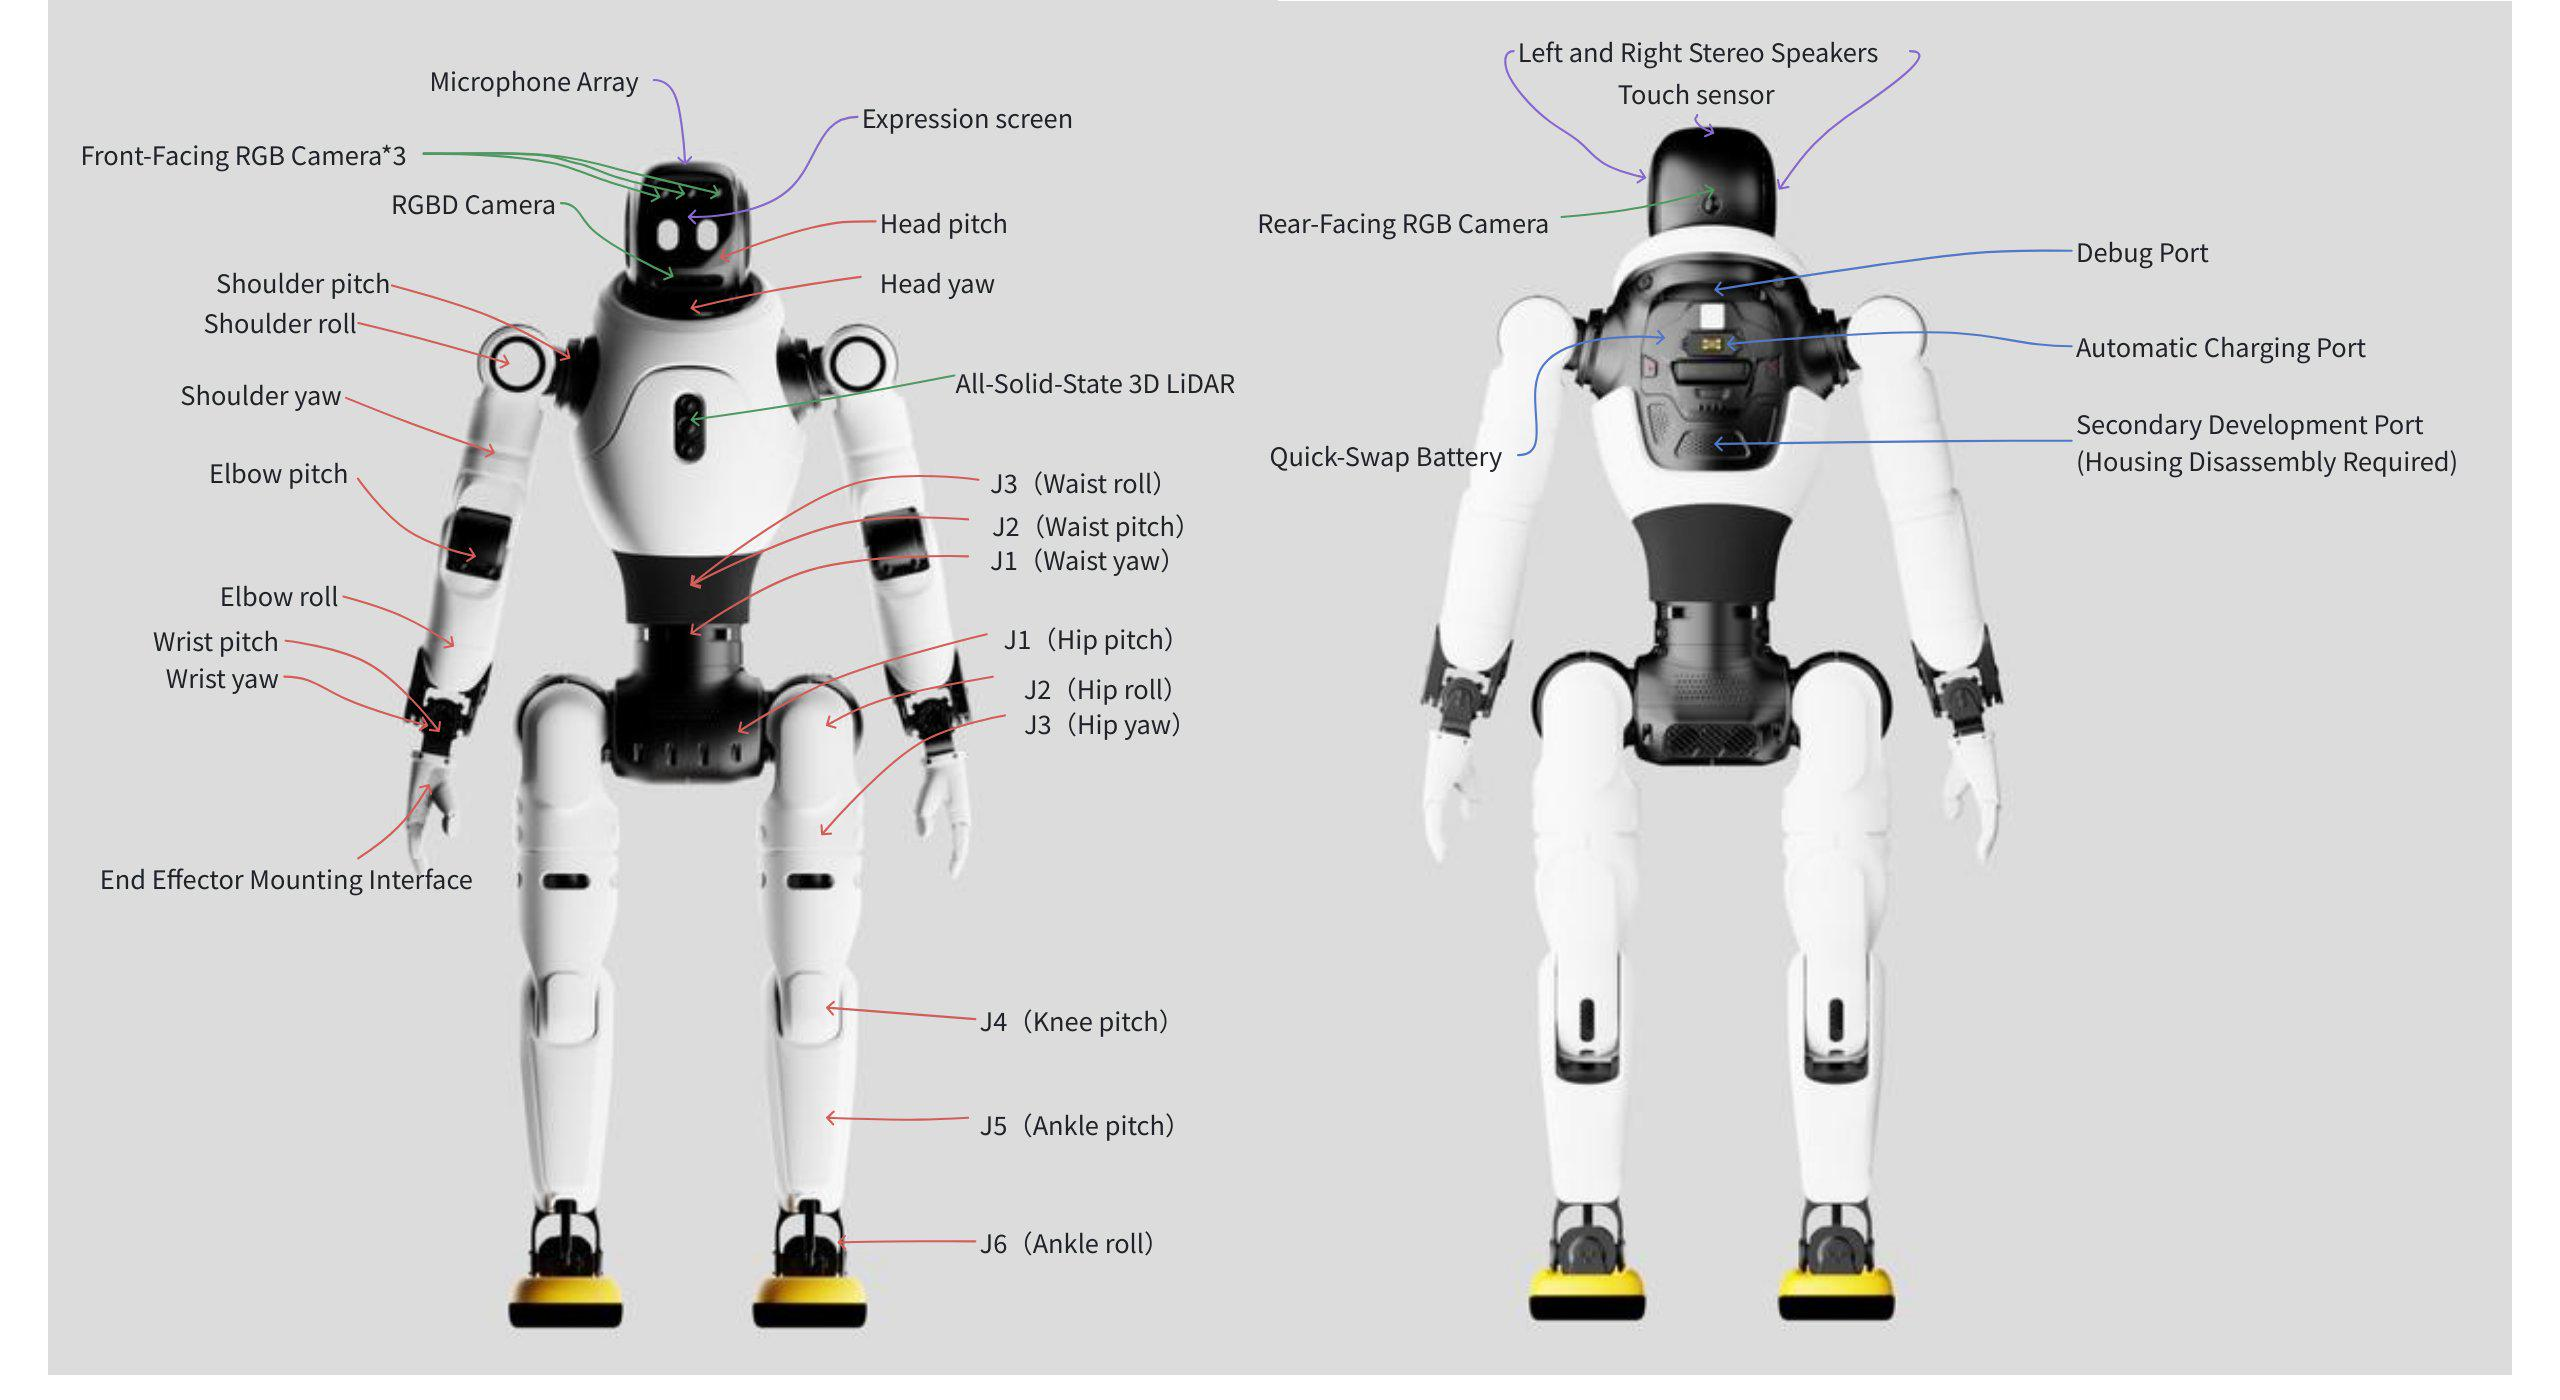 Microphone Array
Expression screen
Front-Facing RGB Camera*3
RGBD Camera
Head pitch
Head yaw
Shoulder pitch
Shoulder roll
Shoulder yaw
All-Solid-State 3D LiDAR
Elbow pitch
J3（Waist roll）
J2（Waist pitch）
J1（Waist yaw）
Elbow roll
Wrist pitch
Wrist yaw
J1（Hip pitch）
J2（Hip roll）
J3（Hip yaw）
End Effector Mounting Interface
J4（Knee pitch）
J5（Ankle pitch）
J6（Ankle roll）
Left and Right Stereo Speakers
Touch sensor
Rear-Facing RGB Camera
Debug Port
Automatic Charging Port
Quick-Swap Battery
Secondary Development Port
(Housing Disassembly Required)